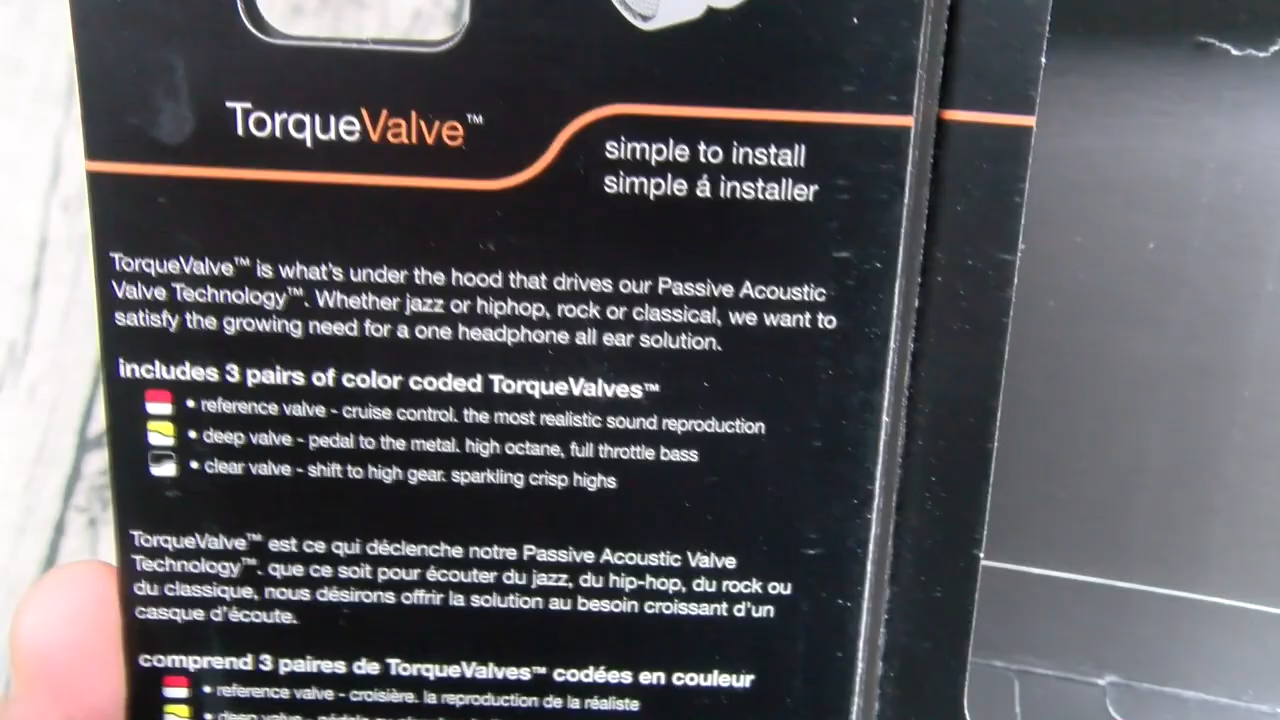 TorqueValve™
simple to install
simple á installer
TorqueValve™ is what's under the hood that drives our Passive Acoustic
Valve Technology™. Whether jazz or hiphop, rock or classical, we want to
satisfy the growing need for a one headphone all ear solution.
includes 3 pairs of color coded TorqueValves™
• reference valve - cruise control. the most realistic sound reproduction
• deep valve - pedal to the metal. high octane, full throttle bass
• clear valve - shift to high gear. sparkling crisp highs
TorqueValve™ est ce qui déclenche notre Passive Acoustic Valve
Technology™. que ce soit pour écouter du jazz, du hip-hop, du rock ou
du classique, nous désirons offrir la solution au besoin croissant d'un
casque d'écoute.
comprend 3 paires de TorqueValves™ codées en couleur
• reference valve - croisière. la reproduction de la réaliste
• deep valve